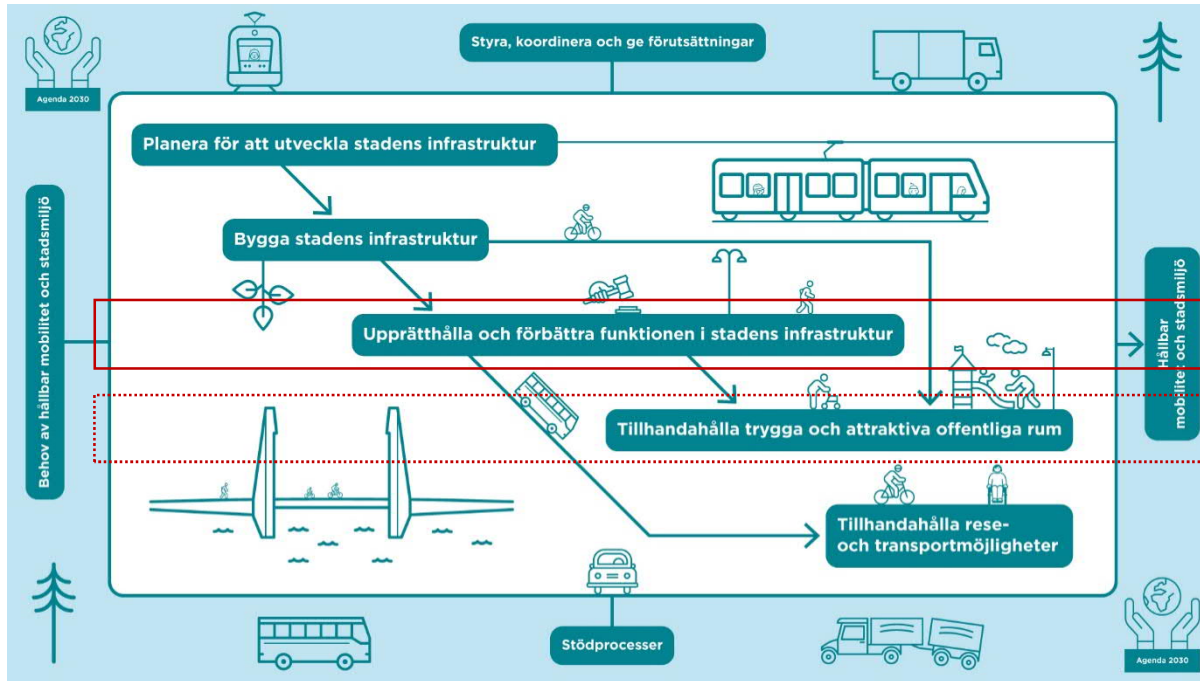 Styra, koordinera och ge förutsättningar
Agenda 2030
Planera för att utveckla stadens infrastruktur
Behov av hållbar mobilitet och stadsmiljö
Bygga stadens infrastruktur
Upprätthålla och förbättra funktionen i stadens infrastruktur
Hållbar
mobilitet och stadsmiljö
Tillhandahålla trygga och attraktiva offentliga rum
Tillhandahålla rese-
och transportmöjligheter
Stödprocesser
Agenda 2030